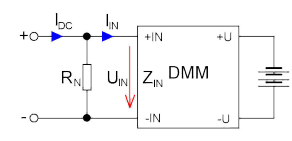 I_DC I_IN
+ +IN +U
R_N U_IN Z_IN DMM
- -IN -U